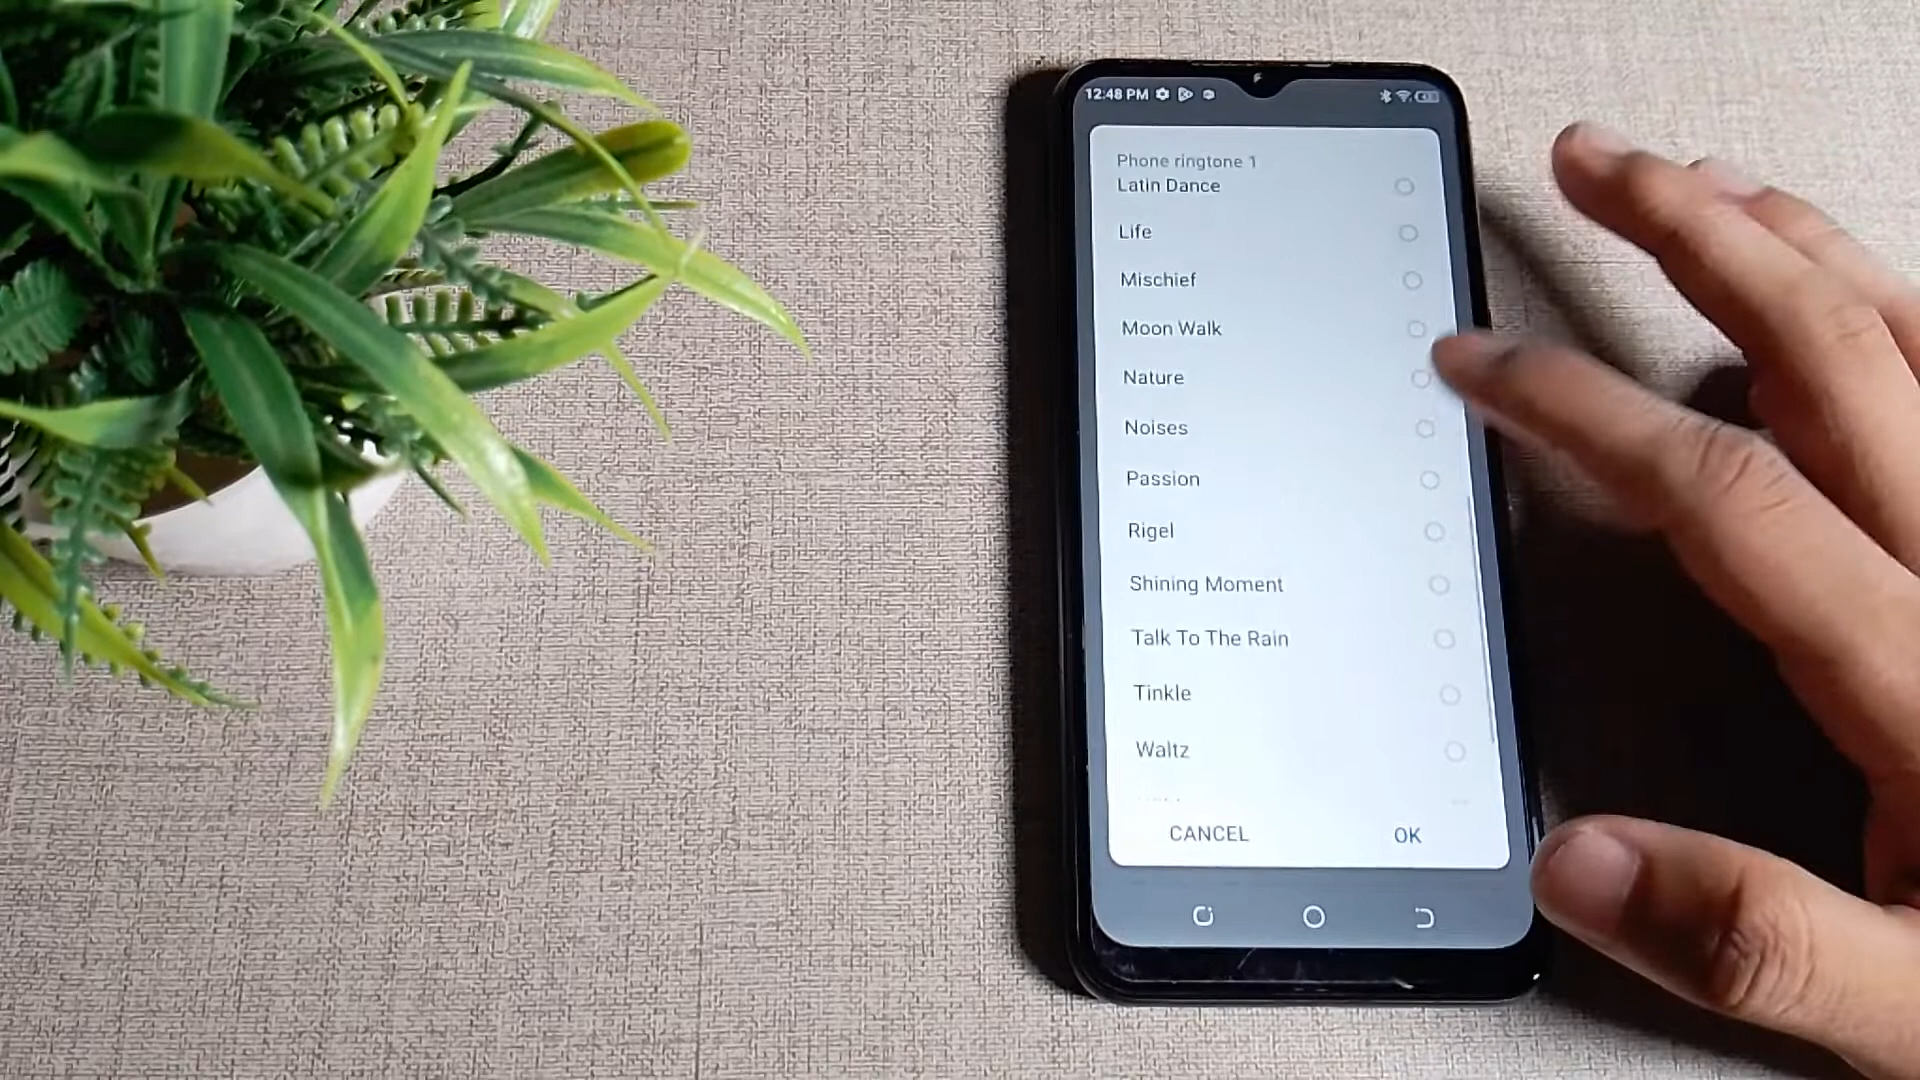 12:48 PM
Phone ringtone 1
Latin Dance
Life
Mischief
Moon Walk
Nature
Noises
Passion
Rigel
Shining Moment
Talk To The Rain
Tinkle
Waltz
CANCEL
OK